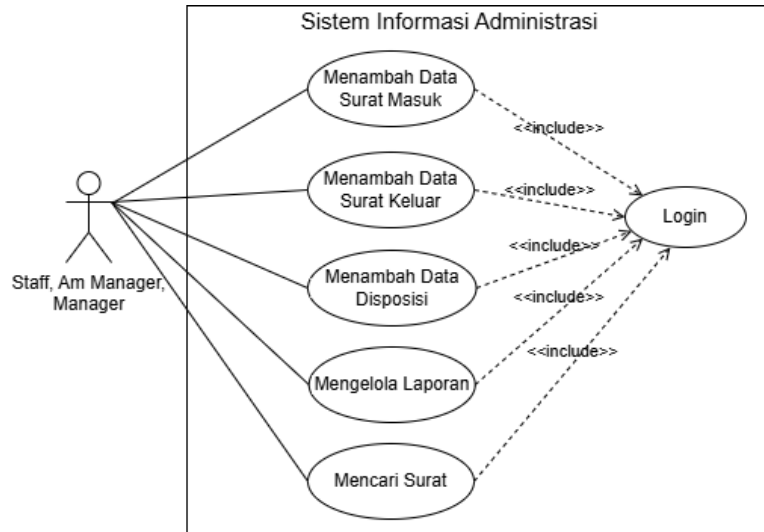 Sistem Informasi Administrasi
Menambah Data
Surat Masuk
<<include>>
Menambah Data
Surat Keluar
<<include>>
Login
Staff, Am Manager,
Manager
Menambah Data
Disposisi
<<include>>
<<include>>
Mengelola Laporan
<<include>>
Mencari Surat